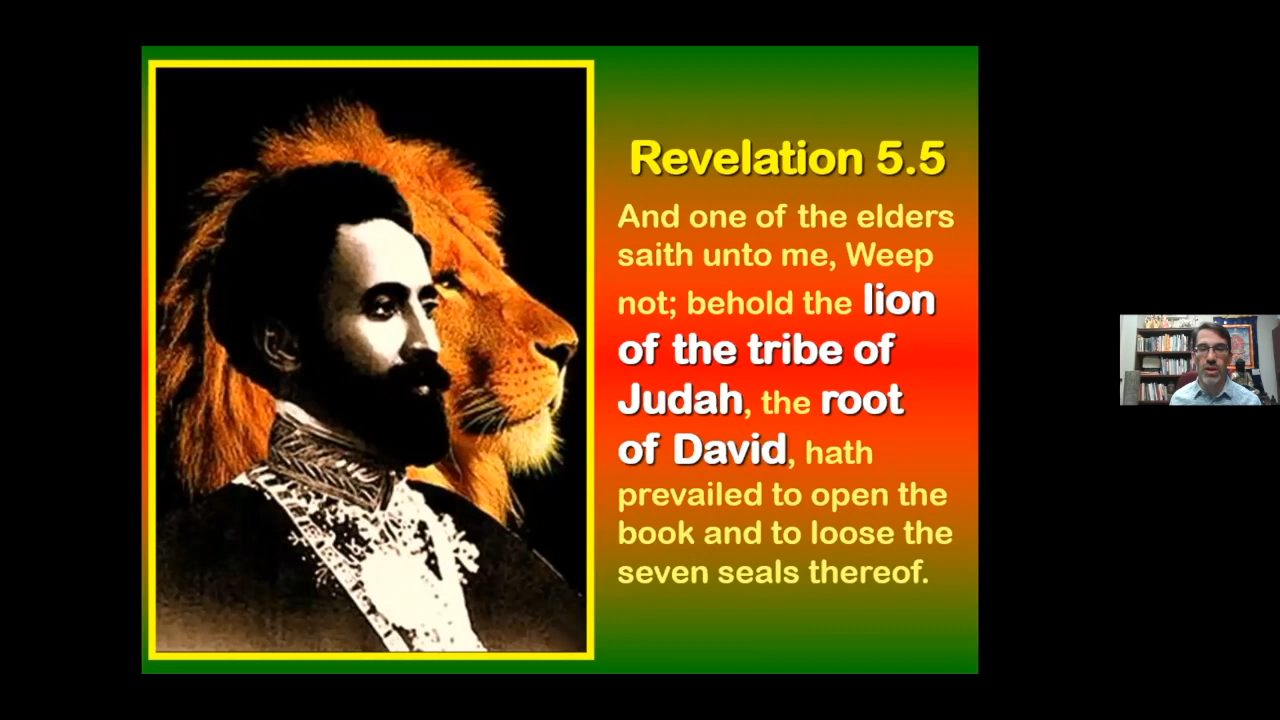 Revelation 5.5
And one of the elders
saith unto me, Weep
not; behold the lion
of the tribe of
Judah, the root
of David, hath
prevailed to open the
book and to loose the
seven seals thereof.